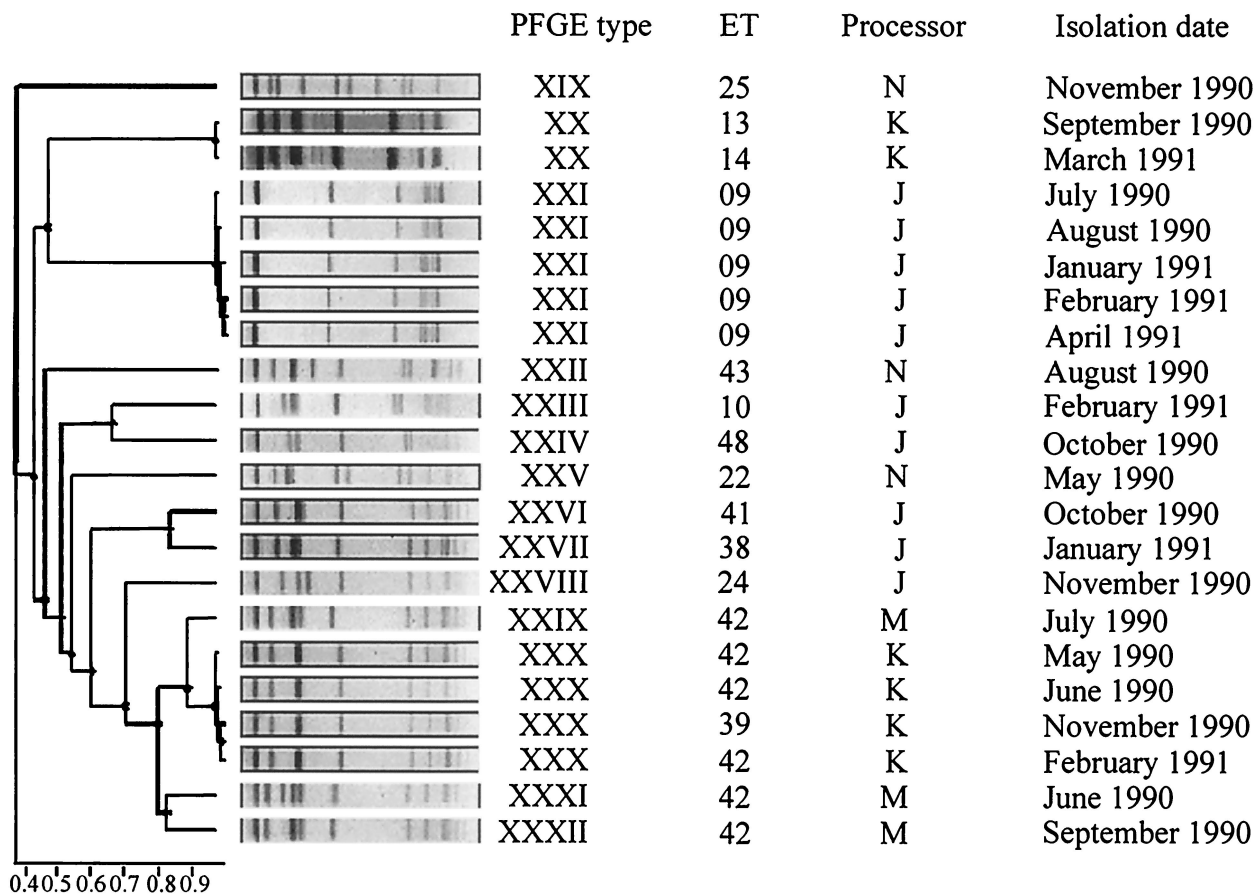 PFGE type ET Processor Isolation date
XIX 25 N November 1990
XX 13 K September 1990
XX 14 K March 1991
XXI 09 J July 1990
XXI 09 J August 1990
XXI 09 J January 1991
XXI 09 J February 1991
XXI 09 J April 1991
XXII 43 N August 1990
XXIII 10 J February 1991
XXIV 48 J October 1990
XXV 22 N May 1990
XXVI 41 J October 1990
XXVII 38 J January 1991
XXVIII 24 J November 1990
XXIX 42 M July 1990
XXX 42 K May 1990
XXX 42 K June 1990
XXX 39 K November 1990
XXX 42 K February 1991
XXXI 42 M June 1990
XXXII 42 M September 1990
0.4 0.5 0.6 0.7 0.8 0.9